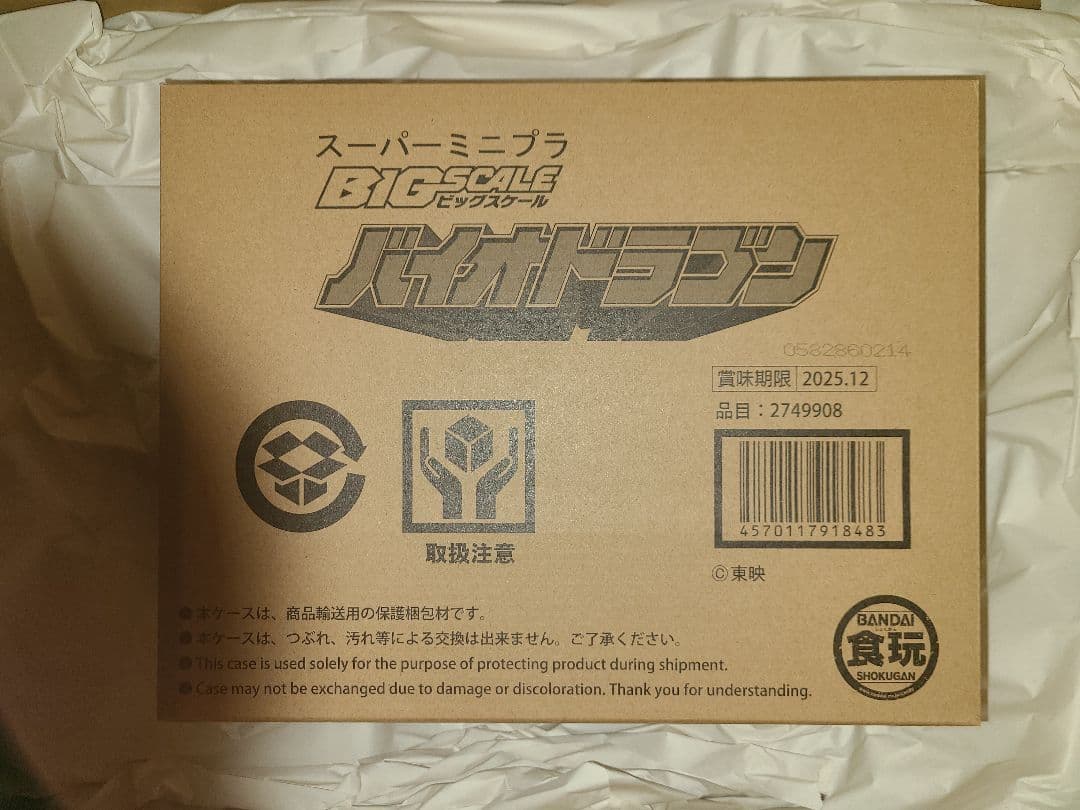 スーパーミニプラ
BIG SCALE
ビッグスケール
バイオドラゴン
0582860214
賞味期限 2025.12
品目：2749908
4570117918483
取扱注意
©東映
●本ケースは、商品輸送用の保護梱包材です。
●本ケースは、つぶれ、汚れ等による交換は出来ません。ご了承ください。
●This case is used solely for the purpose of protecting product during shipment.
●Case may not be exchanged due to damage or discoloration. Thank you for understanding.
BANDAI
食玩
SHOKUGAN